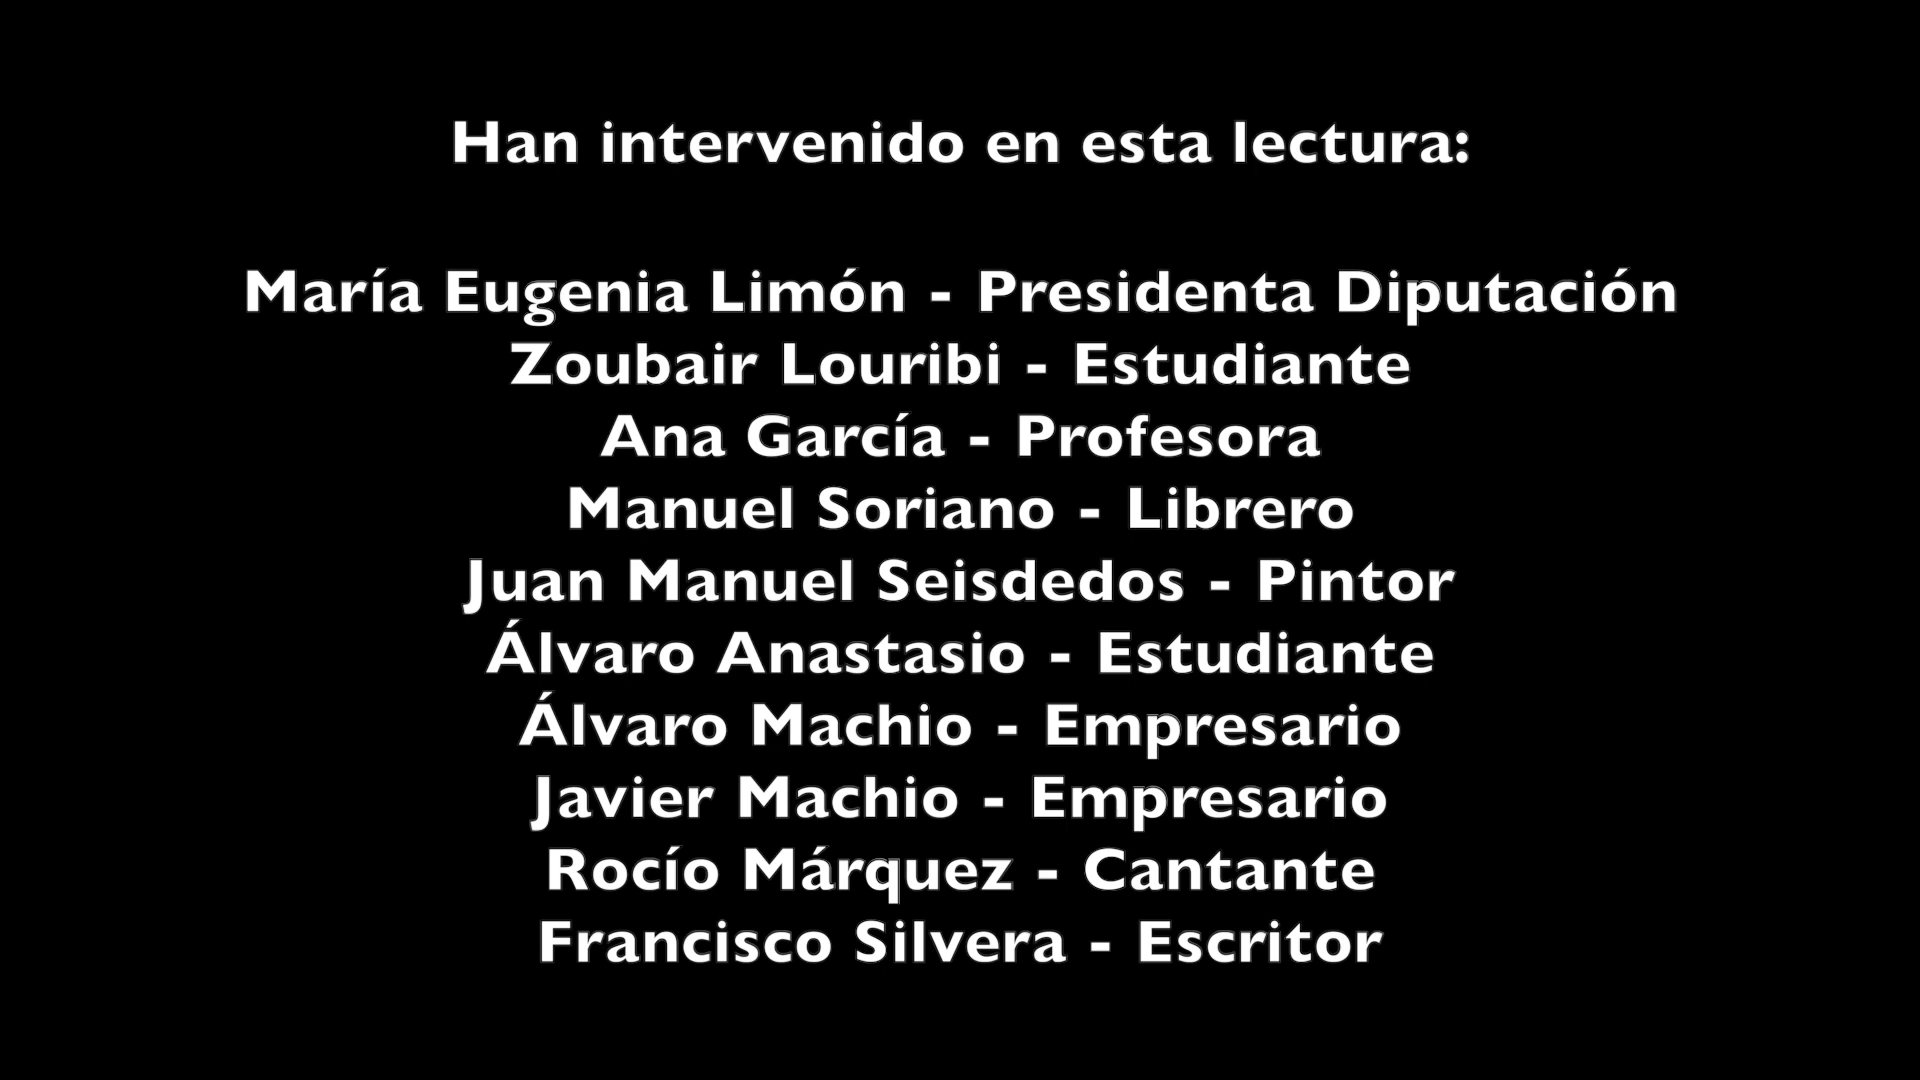 Han intervenido en esta lectura:
María Eugenia Limón - Presidenta Diputación
Zoubair Louribi - Estudiante
Ana García - Profesora
Manuel Soriano - Librero
Juan Manuel Seisdedos - Pintor
Álvaro Anastasio - Estudiante
Álvaro Machio - Empresario
Javier Machio - Empresario
Rocío Márquez - Cantante
Francisco Silvera - Escritor